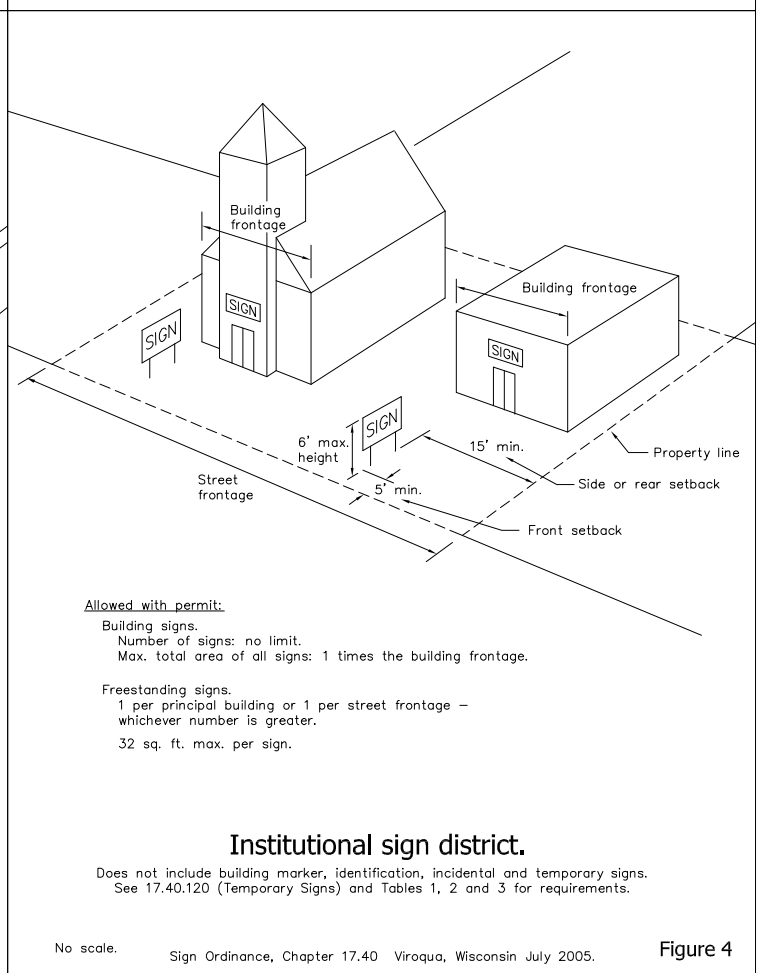 Building
frontage
SIGN
SIGN
Building frontage
SIGN
SIGN
6' max.
height
15' min.
5' min.
Property line
Side or rear setback
Front setback
Street
frontage
Allowed with permit:
Building signs.
Number of signs: no limit.
Max. total area of all signs: 1 times the building frontage.
Freestanding signs.
1 per principal building or 1 per street frontage –
whichever number is greater.
32 sq. ft. max. per sign.
Institutional sign district.
Does not include building marker, identification, incidental and temporary signs.
See 17.40.120 (Temporary Signs) and Tables 1, 2 and 3 for requirements.
No scale.
Sign Ordinance, Chapter 17.40 Viroqua, Wisconsin July 2005.
Figure 4